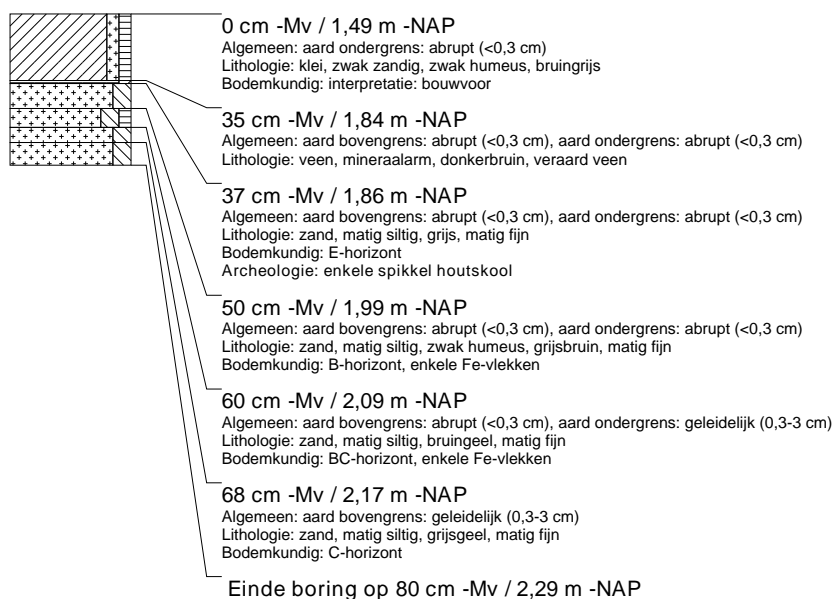 0 cm -Mv / 1,49 m -NAP
Algemeen: aard ondergrens: abrupt (<0,3 cm)
Lithologie: klei, zwak zandig, zwak humeus, bruingrijs
Bodemkundig: interpretatie: bouwvoor
35 cm -Mv / 1,84 m -NAP
Algemeen: aard bovengrens: abrupt (<0,3 cm), aard ondergrens: abrupt (<0,3 cm)
Lithologie: veen, mineraalarm, donkerbruin, veraard veen
37 cm -Mv / 1,86 m -NAP
Algemeen: aard bovengrens: abrupt (<0,3 cm), aard ondergrens: abrupt (<0,3 cm)
Lithologie: zand, matig siltig, grijs, matig fijn
Bodemkundig: E-horizont
Archeologie: enkele spikkel houtskool
50 cm -Mv / 1,99 m -NAP
Algemeen: aard bovengrens: abrupt (<0,3 cm), aard ondergrens: abrupt (<0,3 cm)
Lithologie: zand, matig siltig, zwak humeus, grijsbruin, matig fijn
Bodemkundig: B-horizont, enkele Fe-vlekken
60 cm -Mv / 2,09 m -NAP
Algemeen: aard bovengrens: abrupt (<0,3 cm), aard ondergrens: geleidelijk (0,3-3 cm)
Lithologie: zand, matig siltig, bruingeel, matig fijn
Bodemkundig: BC-horizont, enkele Fe-vlekken
68 cm -Mv / 2,17 m -NAP
Algemeen: aard bovengrens: geleidelijk (0,3-3 cm)
Lithologie: zand, matig siltig, grijsgeel, matig fijn
Bodemkundig: C-horizont
Einde boring op 80 cm -Mv / 2,29 m -NAP